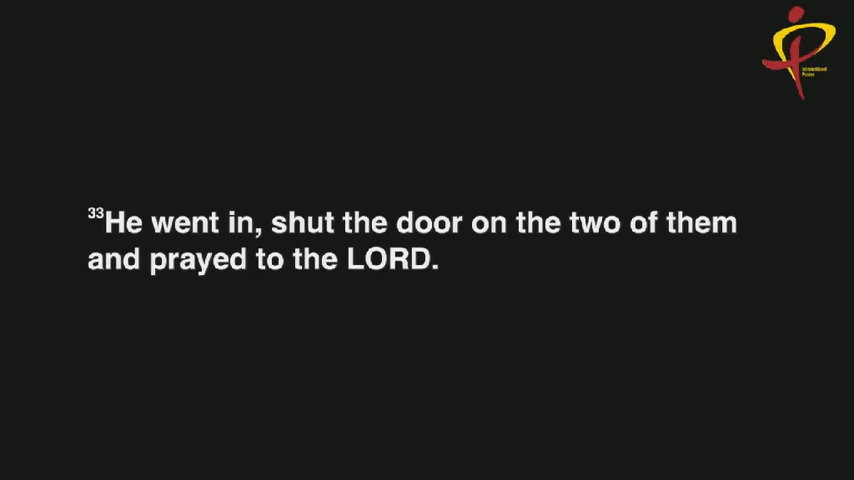 ³³He went in, shut the door on the two of them
and prayed to the LORD.